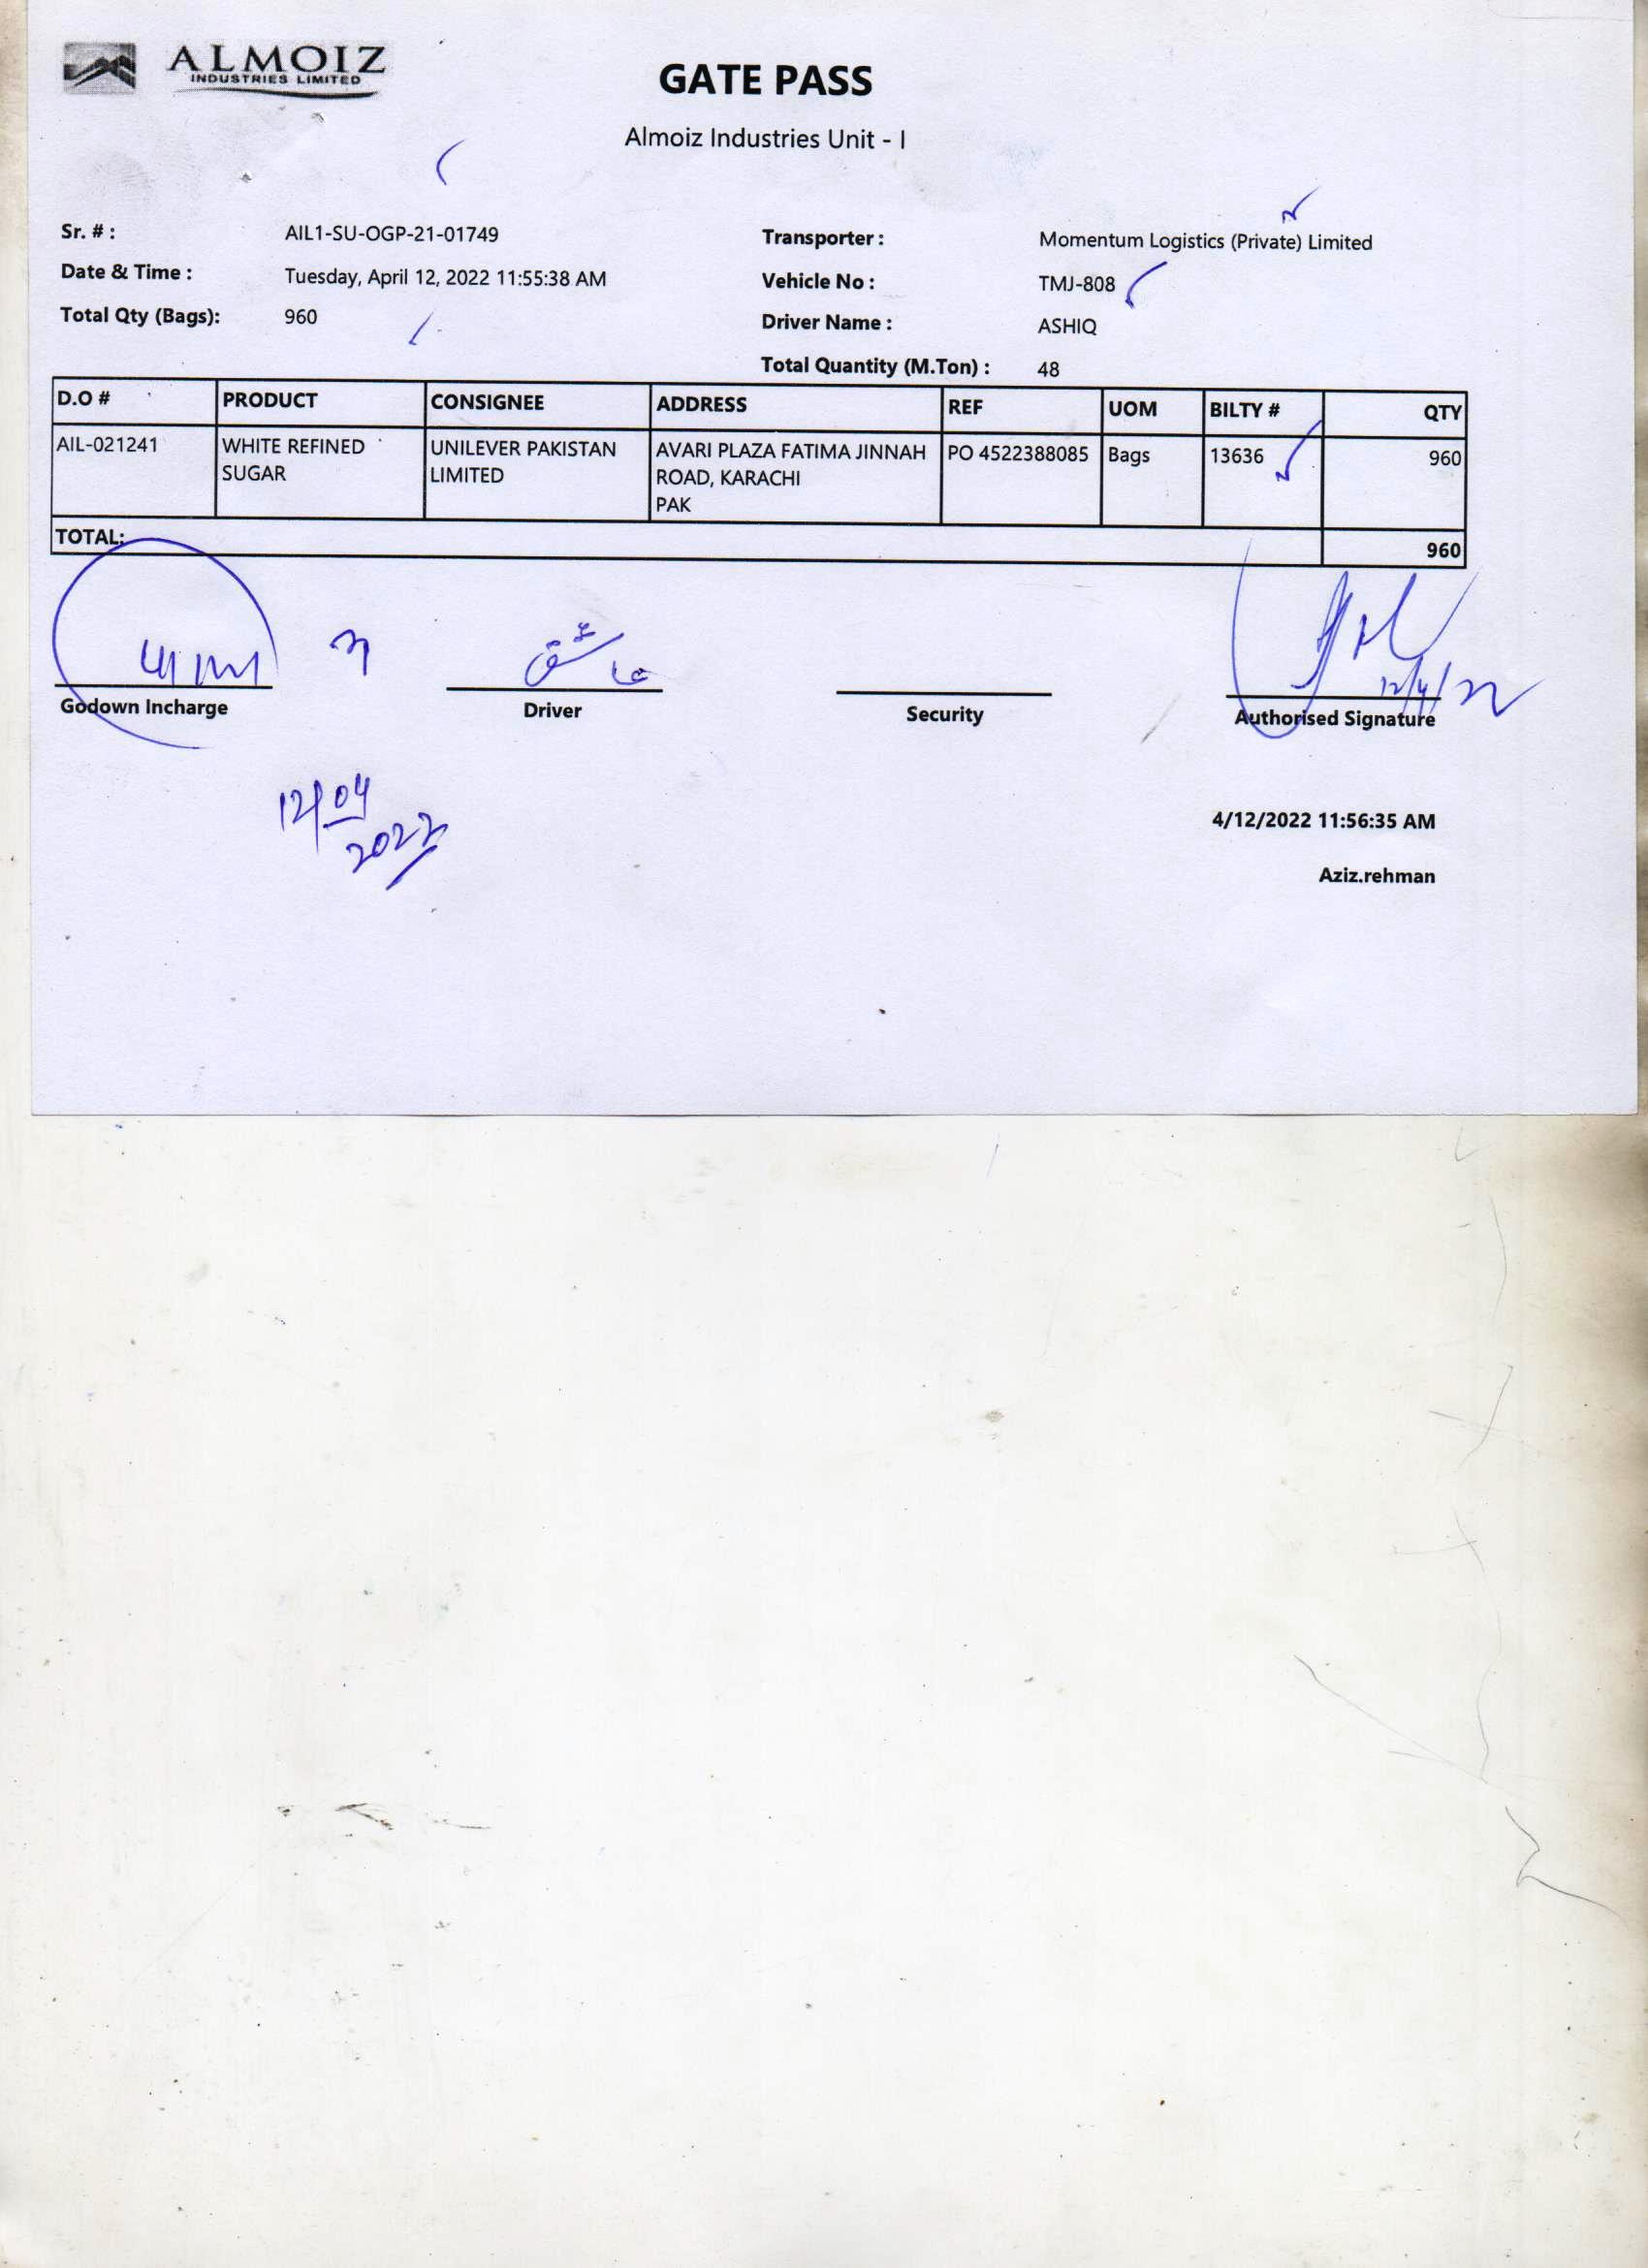 ALMOIZ
INDUSTRIES LIMITED
GATE PASS
Almoiz Industries Unit - I
Sr. # : AIL1-SU-OGP-21-01749
Date & Time : Tuesday, April 12, 2022 11:55:38 AM
Total Qty (Bags): 960
Transporter : Momentum Logistics (Private) Limited
Vehicle No : TMJ-808
Driver Name : ASHIQ
Total Quantity (M.Ton) : 48
D.O # PRODUCT CONSIGNEE ADDRESS REF UOM BILTY # QTY
AIL-021241 WHITE REFINED UNILEVER PAKISTAN AVARI PLAZA FATIMA JINNAH PO 4522388085 Bags 13636 960
SUGAR LIMITED ROAD, KARACHI
PAK
TOTAL: 960
عاشق
12/4/22
Godown Incharge Driver Security Authorised Signature
12/04
2022
4/12/2022 11:56:35 AM
Aziz.rehman